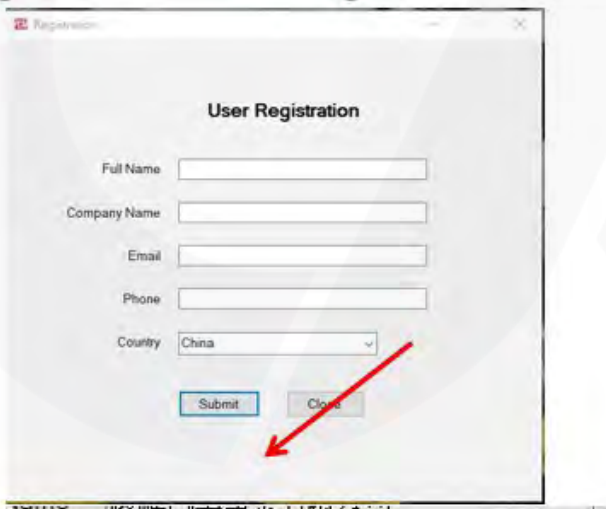 Registration
User Registration
Full Name
Company Name
Email
Phone
Country
China
Submit
Close